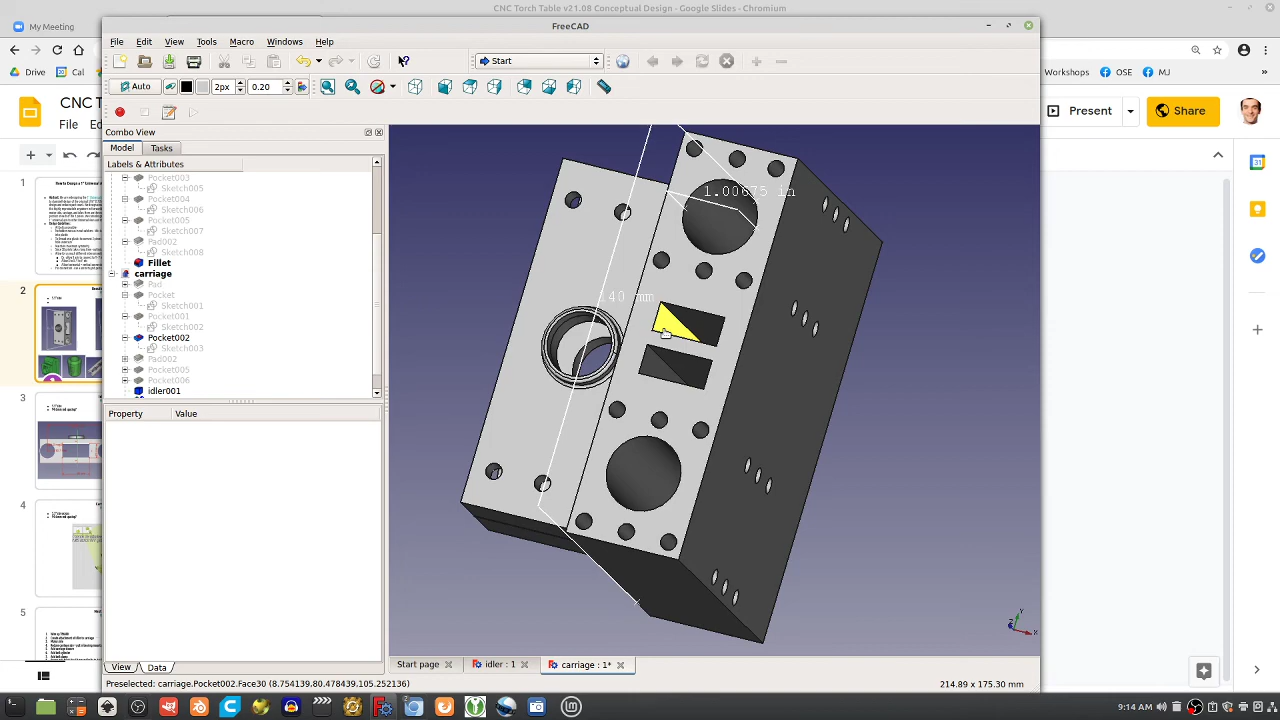 CNC Torch Table v21.08 Conceptual Design - Google Slides - Chromium
My Meeting
FreeCAD
File
Edit
View
Tools
Macro
Windows
Help
Start
Drive
Cal
Workshops
OSE
MJ
Auto
2px
0.20
CNC To
File
Ed
Present
Share
Combo View
Model
Tasks
Labels & Attributes
Pocket003
Sketch005
Pocket004
Sketch006
ocket005
Sketch007
Pad002
Sketch008
Fillet
carriage
Pad
Pocket
Sketch001
Pocket001
Sketch002
Pocket002
Sketch003
Pad002
Pocket005
Pocket006
idler001
Property
Value
View
Data
1.00675 in
140 mm
Y
X
1
2
3
4
5
Start page
idler : 1
carriage : 1*
Preselected: carriage.Pocket002.Face30 (8.754139,80.478439,105.252136)
214.89 x 175.30 mm
9:14 AM